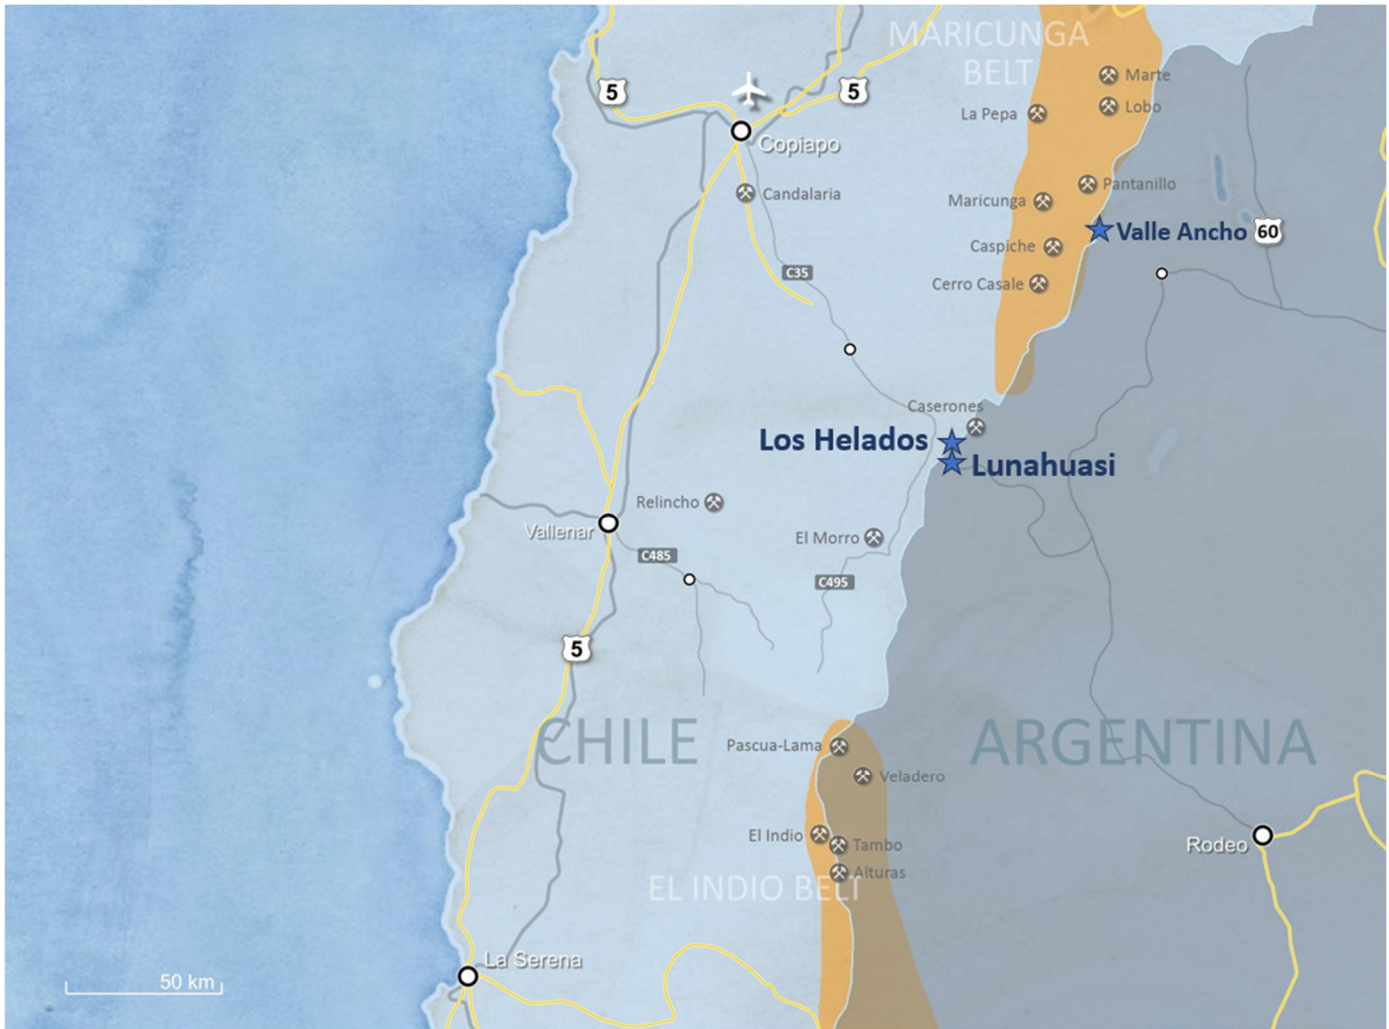 MARICUNGA
BELT
Marte
5
5
Lobo
La Pepa
Copiapo
Pantanillo
Candalaria
Maricunga
Valle Ancho
60
Caspiche
C35
Cerro Casale
Caserones
Los Helados
Lunahuasi
Relincho
Vallenar
El Morro
C485
C495
5
CHILE
ARGENTINA
Pascua-Lama
Veladero
El Indio
Tambo
Rodeo
Alturas
EL INDIO BELT
La Serena
50 km